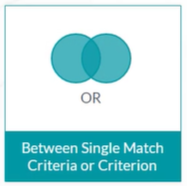 OR
Between Single Match
Criteria or Criterion